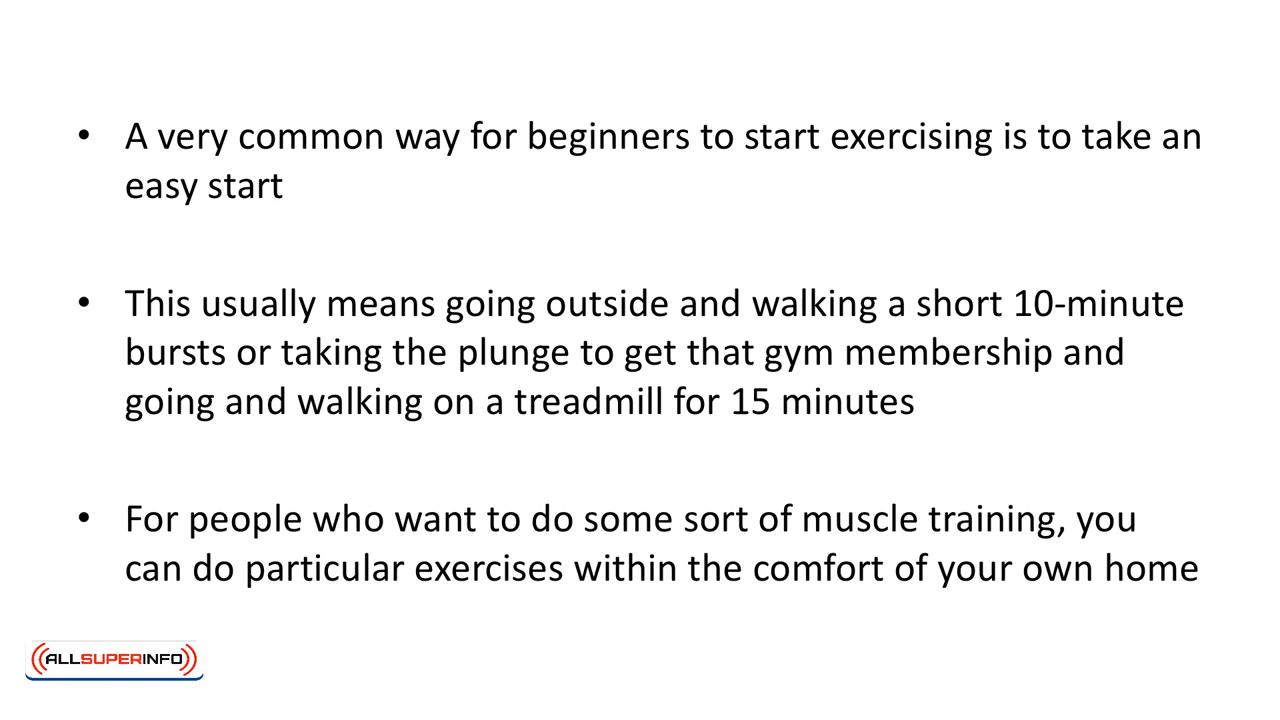 • A very common way for beginners to start exercising is to take an
easy start
• This usually means going outside and walking a short 10-minute
bursts or taking the plunge to get that gym membership and
going and walking on a treadmill for 15 minutes
• For people who want to do some sort of muscle training, you
can do particular exercises within the comfort of your own home
ALLSUPERINFO